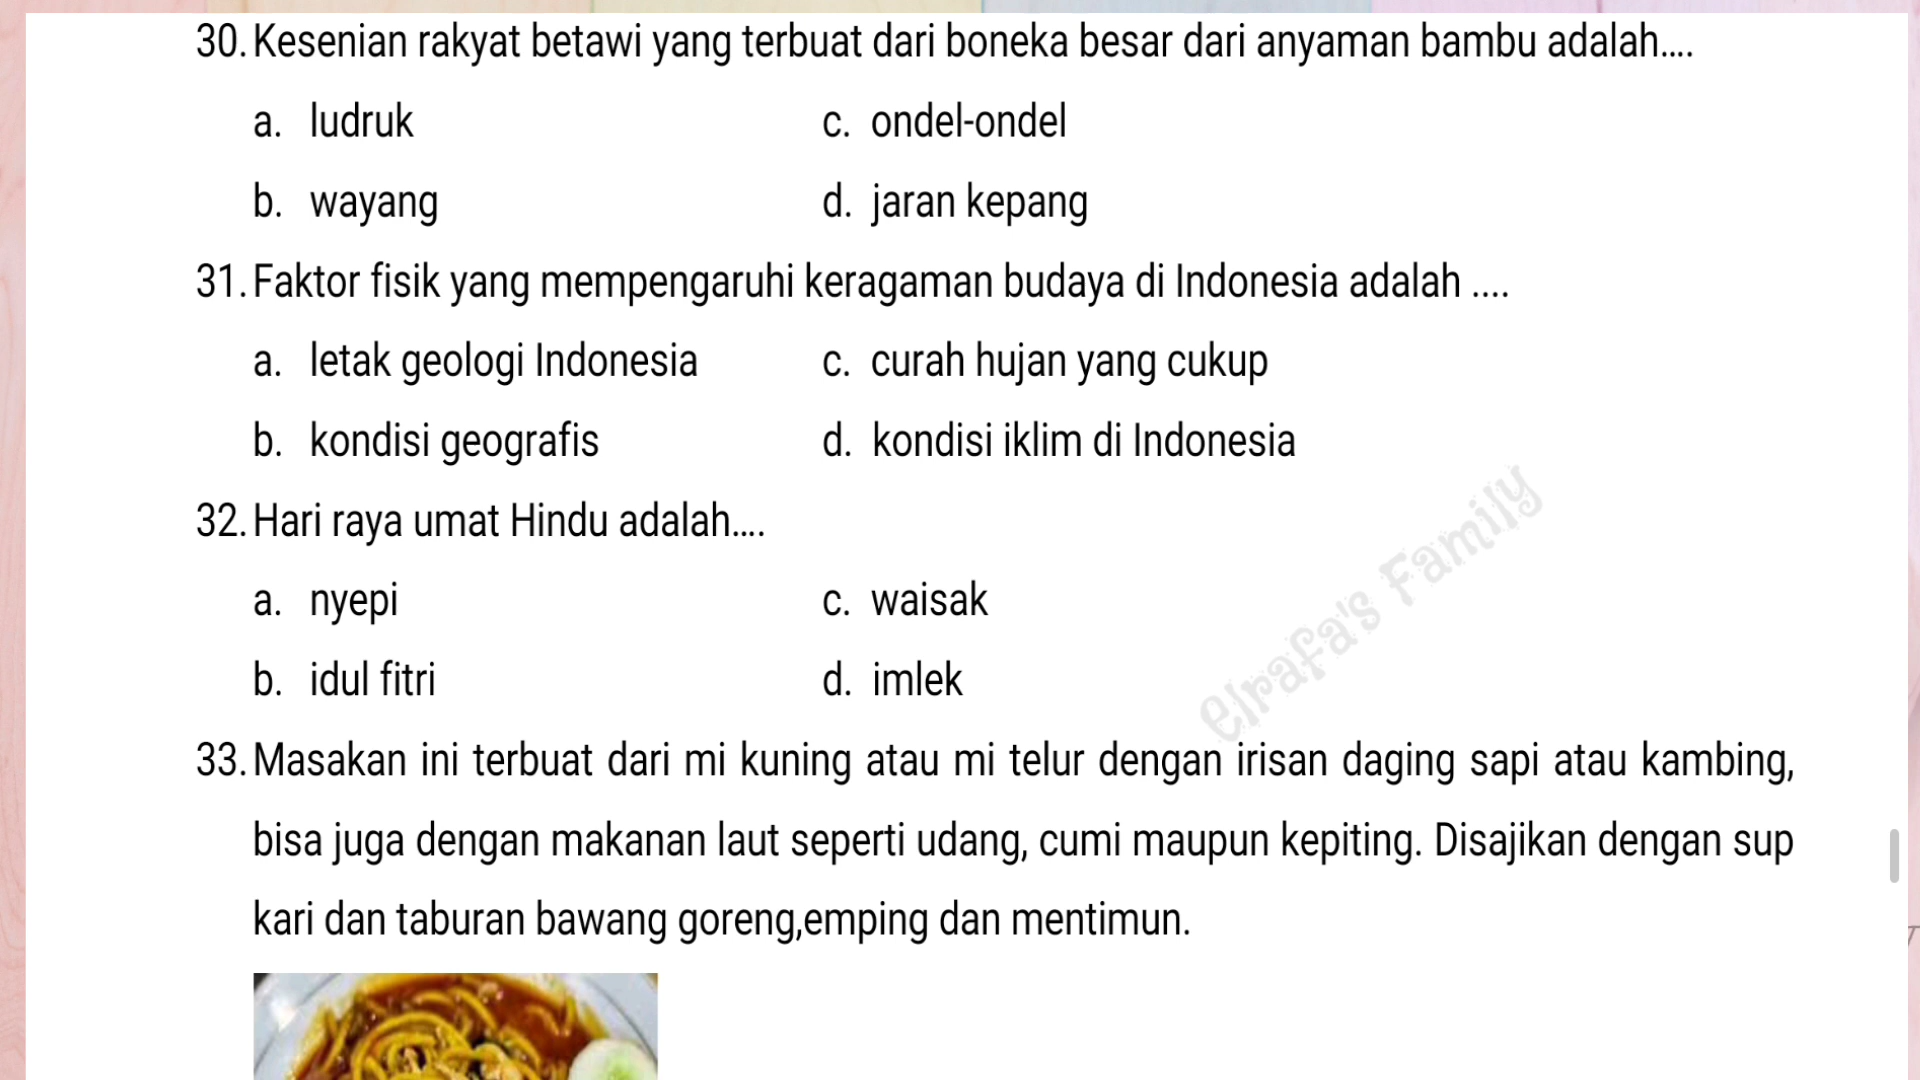 30. Kesenian rakyat betawi yang terbuat dari boneka besar dari anyaman bambu adalah....
a. ludruk c. ondel-ondel
b. wayang d. jaran kepang
31. Faktor fisik yang mempengaruhi keragaman budaya di Indonesia adalah ....
a. letak geologi Indonesia c. curah hujan yang cukup
b. kondisi geografis d. kondisi iklim di Indonesia
32. Hari raya umat Hindu adalah....
a. nyepi c. waisak
b. idul fitri d. imlek
Elrafa's Family
33. Masakan ini terbuat dari mi kuning atau mi telur dengan irisan daging sapi atau kambing,
bisa juga dengan makanan laut seperti udang, cumi maupun kepiting. Disajikan dengan sup
kari dan taburan bawang goreng,emping dan mentimun.